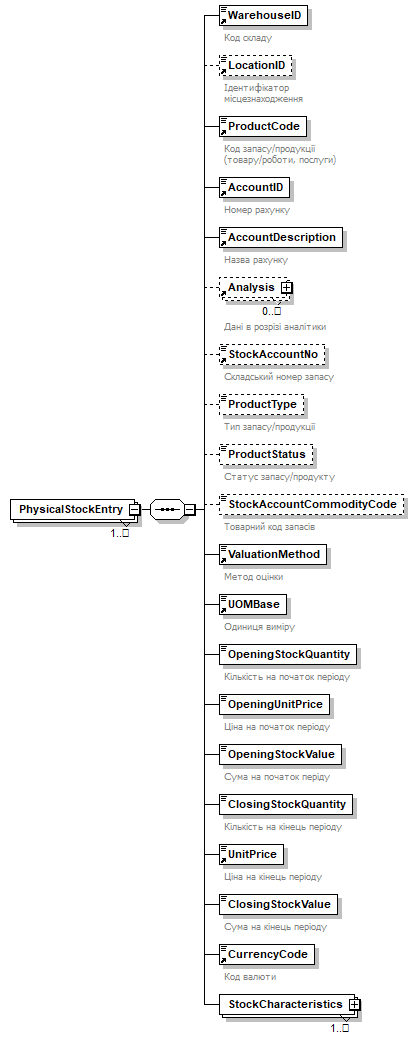 WarehouseID
Код складу
LocationID
Ідентифікатор
місцезнаходження
ProductCode
Код запасу/продукції
(товару/роботи, послуги)
AccountID
Номер рахунку
AccountDescription
Назва рахунку
Analysis
0..□
Дані в розрізі аналітики
StockAccountNo
Складський номер запасу
ProductType
Тип запасу/продукції
ProductStatus
Статус запасу/продукту
PhysicalStockEntry
1..□
StockAccountCommodityCode
Товарний код запасів
ValuationMethod
Метод оцінки
UOMBase
Одиниця виміру
OpeningStockQuantity
Кількість на початок періоду
OpeningUnitPrice
Ціна на початок періоду
OpeningStockValue
Сума на початок періду
ClosingStockQuantity
Кількість на кінець періоду
UnitPrice
Ціна на кінець періоду
ClosingStockValue
Сума на кінець періоду
CurrencyCode
Код валюти
StockCharacteristics
1..□